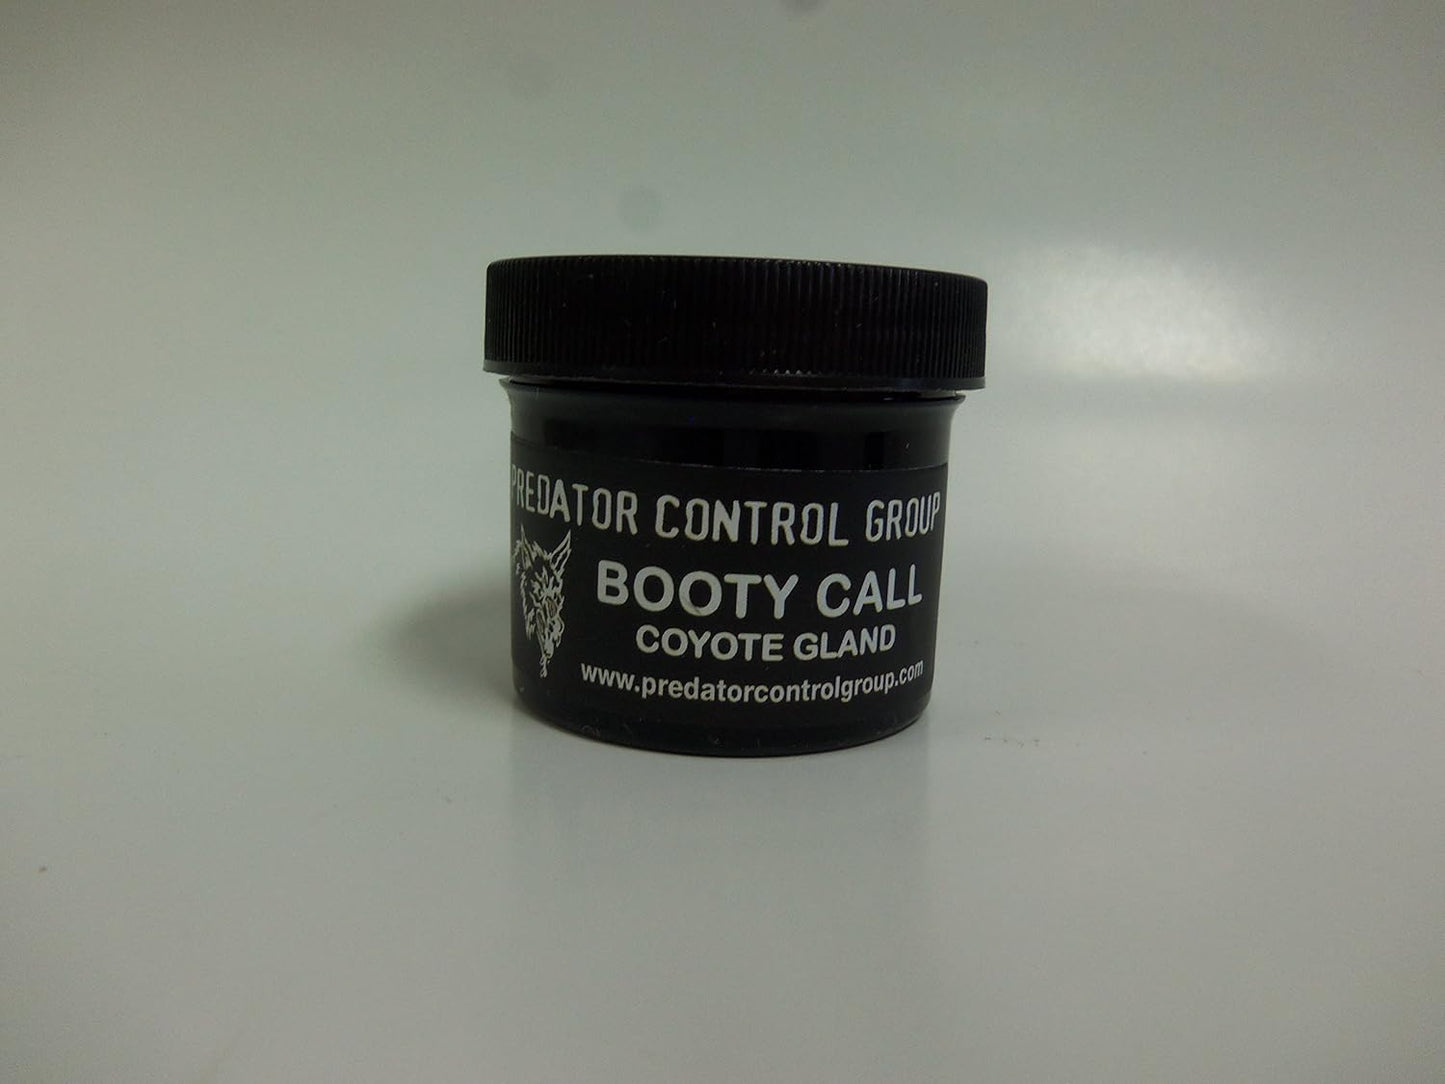 PREDATOR CONTROL GROUP
BOOTY CALL
COYOTE GLAND
www.predatorcontrolgroup.com